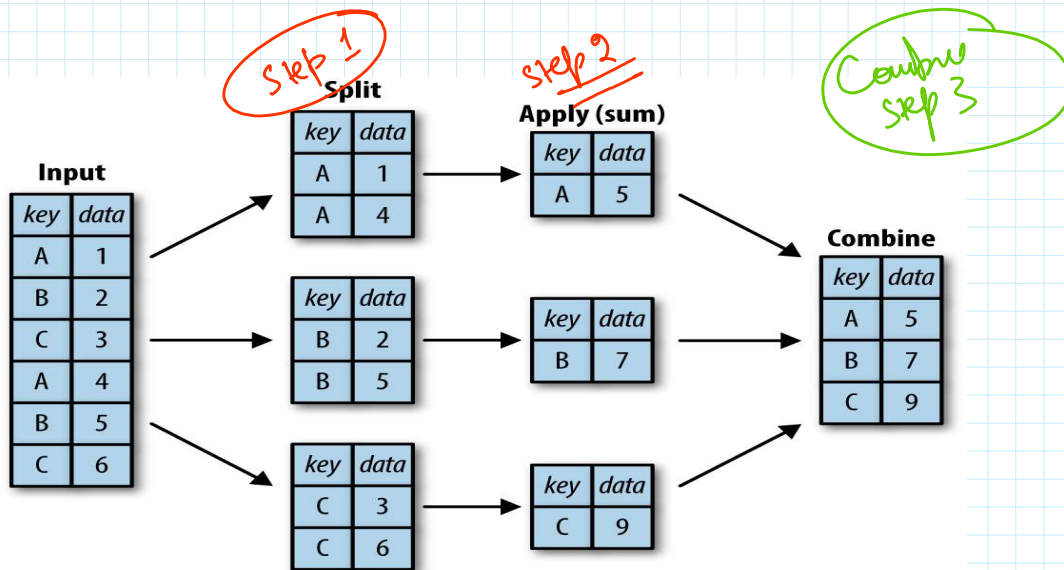 Step 1
Step 2
step 3
Split
Apply (sum)
Input
Combine
key data
A 1
B 2
C 3
A 4
B 5
C 6
key data
A 1
A 4
key data
B 2
B 5
key data
C 3
C 6
key data
A 5
key data
B 7
key data
C 9
key data
A 5
B 7
C 9